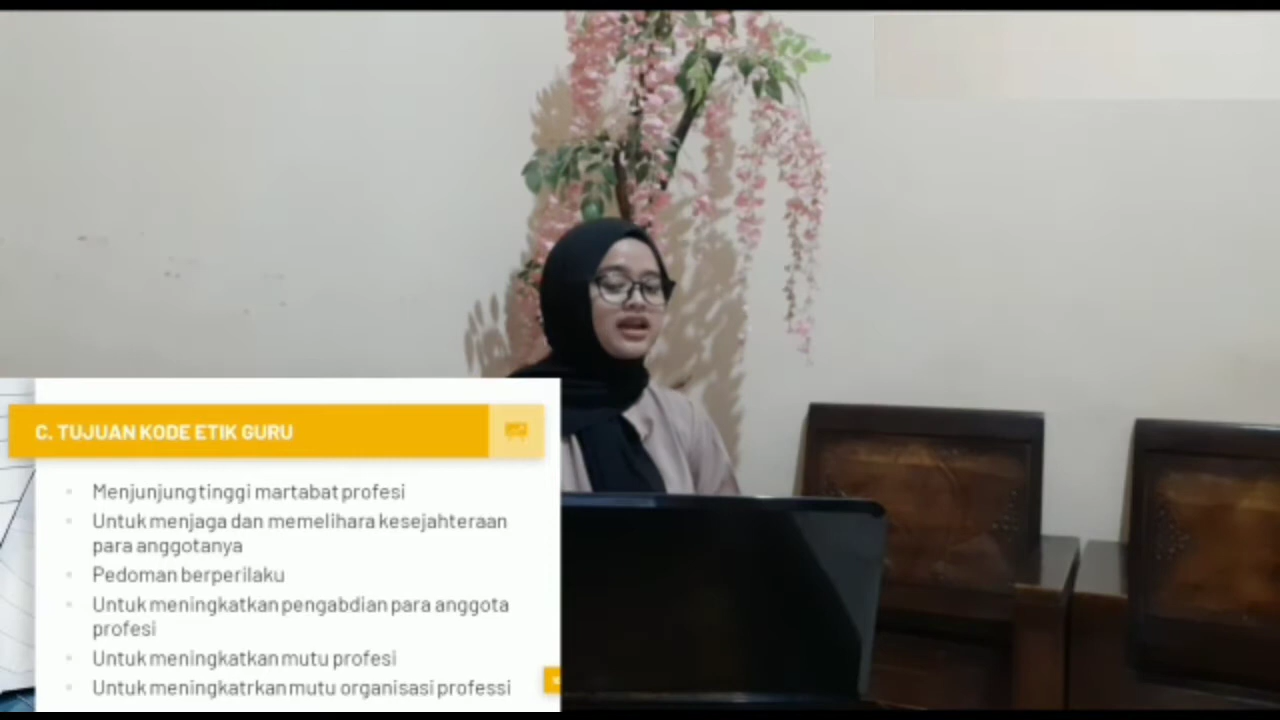 C. TUJUAN KODE ETIK GURU
Menjunjung tinggi martabat profesi
Untuk menjaga dan memelihara kesejahteraan
para anggotanya
Pedoman berperilaku
Untuk meningkatkan pengabdian para anggota
profesi
Untuk meningkatkan mutu profesi
Untuk meningkatrkan mutu organisasi professi